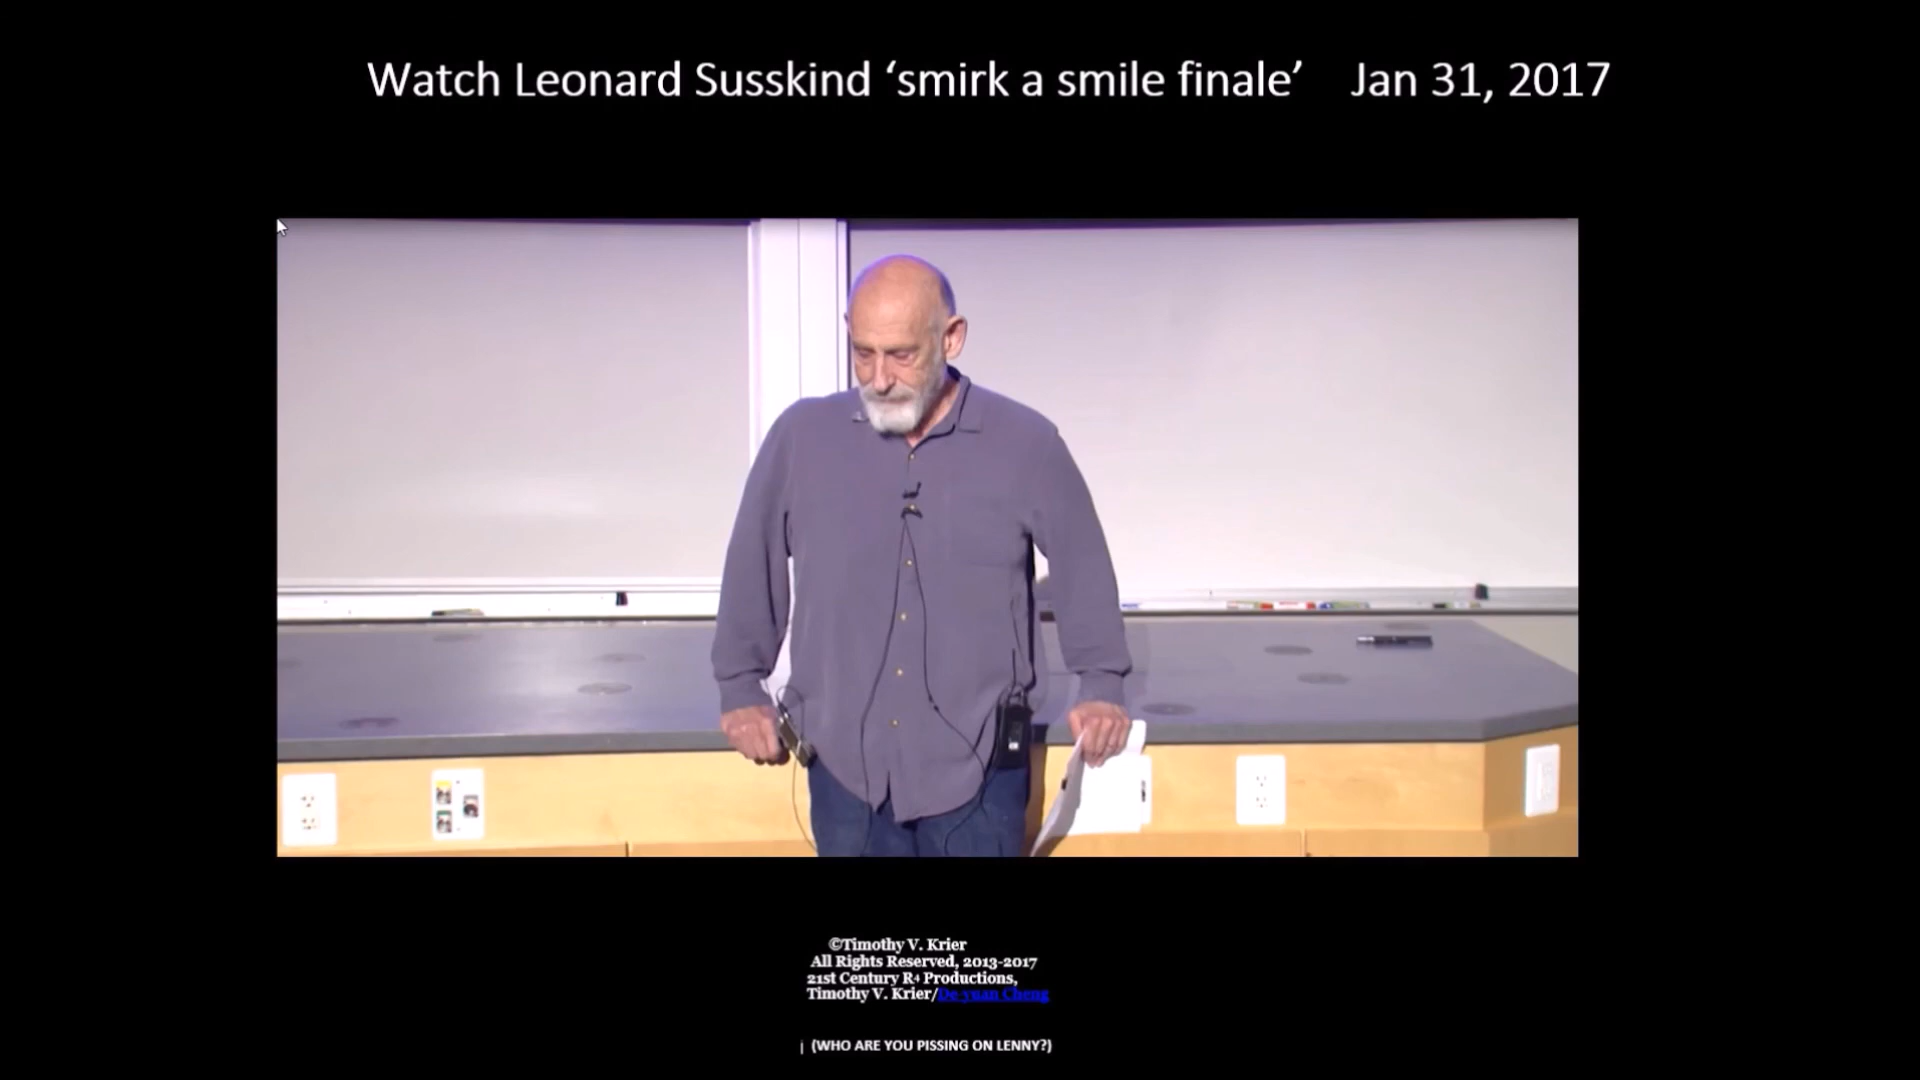 Watch Leonard Susskind ‘smirk a smile finale’ Jan 31, 2017
©Timothy V. Krier
All Rights Reserved, 2013-2017
21st Century R4 Productions,
Timothy V. Krier/De-yuan Cheng
(WHO ARE YOU PISSING ON LENNY?)